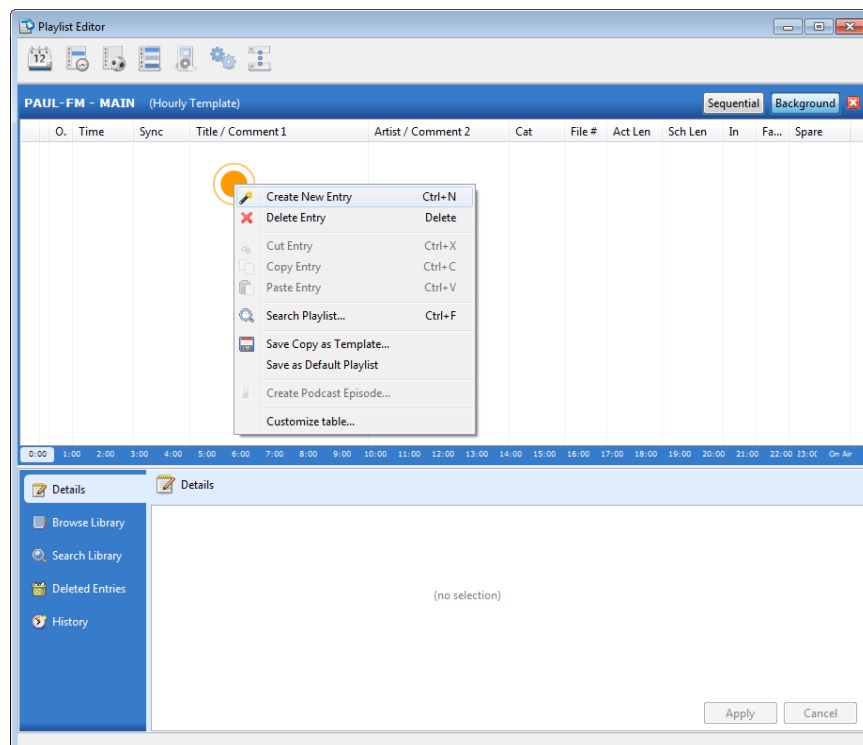 Playlist Editor
12
PAUL-FM - MAIN (Hourly Template) Sequential Background
O. Time Sync Title / Comment 1 Artist / Comment 2 Cat File # Act Len Sch Len In Fa... Spare
Create New Entry Ctrl+N
Delete Entry Delete
Cut Entry Ctrl+X
Copy Entry Ctrl+C
Paste Entry Ctrl+V
Search Playlist... Ctrl+F
Save Copy as Template...
Save as Default Playlist
Create Podcast Episode...
Customize table...
0:00 1:00 2:00 3:00 4:00 5:00 6:00 7:00 8:00 9:00 10:00 11:00 12:00 13:00 14:00 15:00 16:00 17:00 18:00 19:00 20:00 21:00 22:00 23:0( On Air
Details Details
Browse Library
Search Library
Deleted Entries
(no selection)
History
Apply Cancel